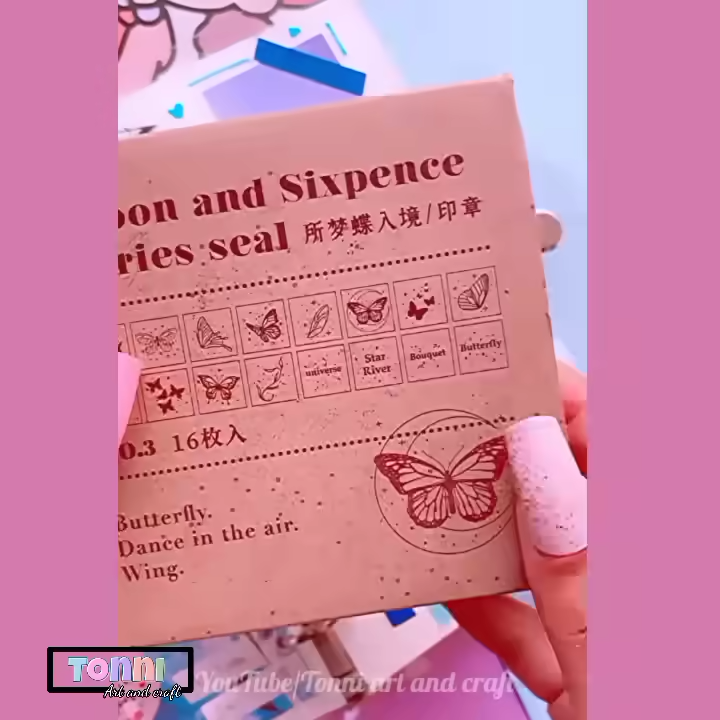 oon and Sixpence
ries seal 所梦蝶入境/印章
universe
Star
River
Bouquet
Butterfly
0.3 16枚入
Butterfly.
Dance in the air.
Wing.
TONNI
Art and craft
YouTube/Tonni art and craft